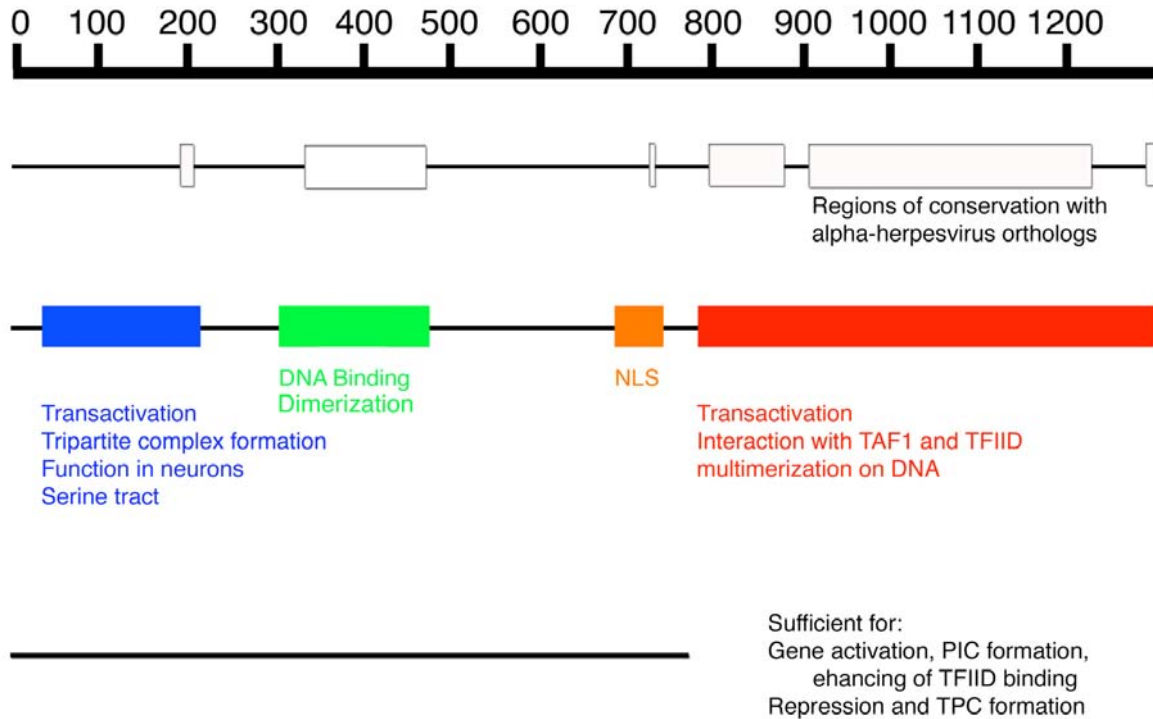 0 100 200 300 400 500 600 700 800 900 1000 1100 1200
Regions of conservation with
alpha-herpesvirus orthologs
DNA Binding
Dimerization
NLS
Transactivation
Tripartite complex formation
Function in neurons
Serine tract
Transactivation
Interaction with TAF1 and TFIID
multimerization on DNA
Sufficient for:
Gene activation, PIC formation,
ehancing of TFIID binding
Repression and TPC formation